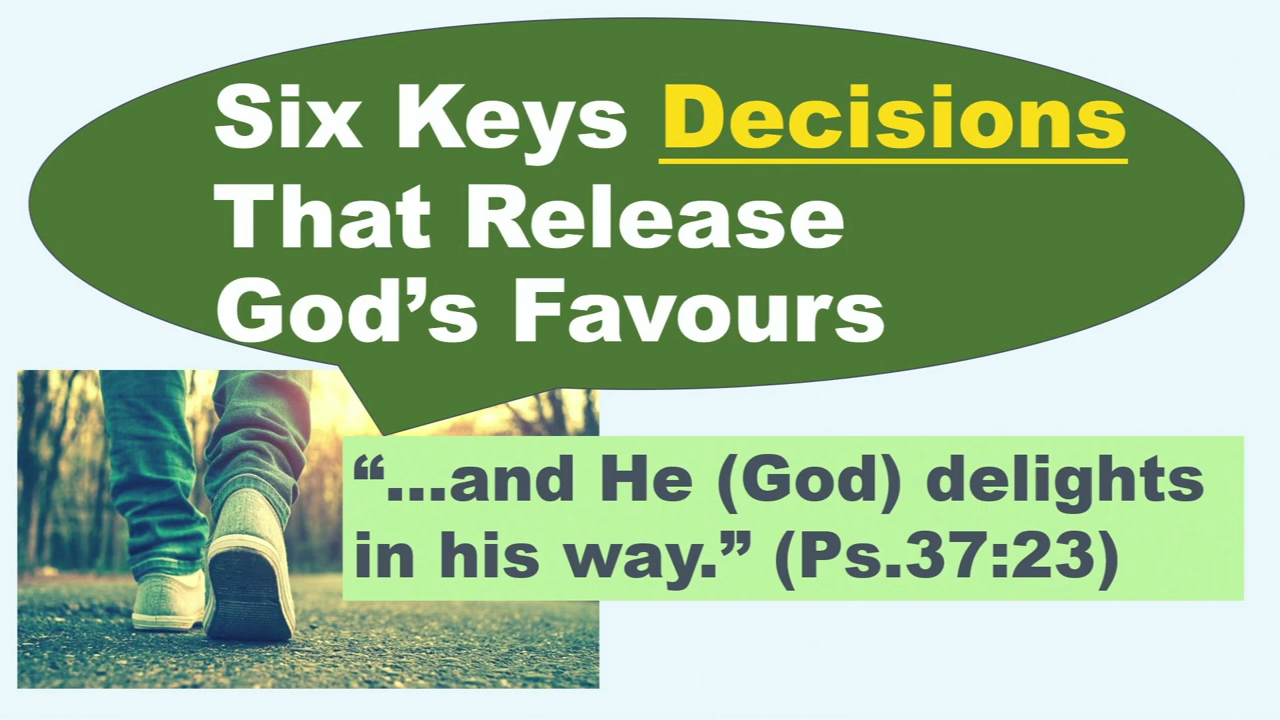 Six Keys Decisions
That Release
God’s Favours
“...and He (God) delights
in his way.” (Ps.37:23)